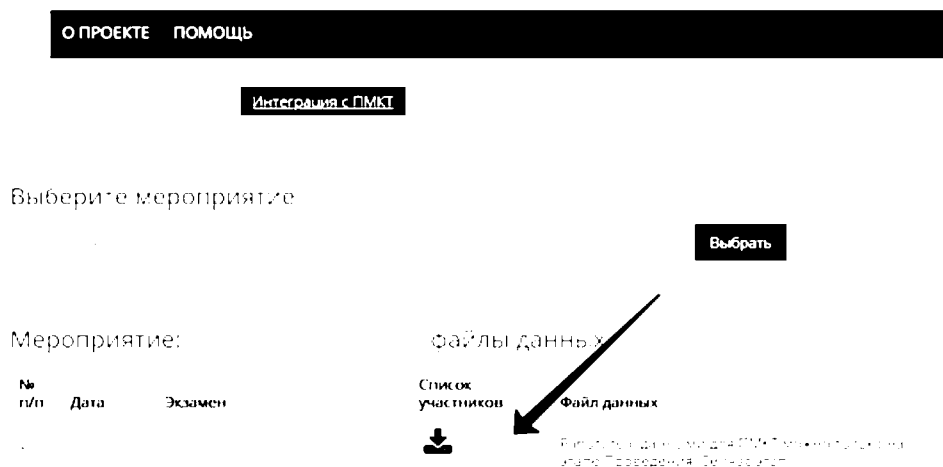 О ПРОЕКТЕ ПОМОЩЬ
Интеграция с ПМКТ
Выберите мероприятие
Выбрать
Мероприятие: файлы данных
№ п/п Дата Экзамен Список участников Файл данных